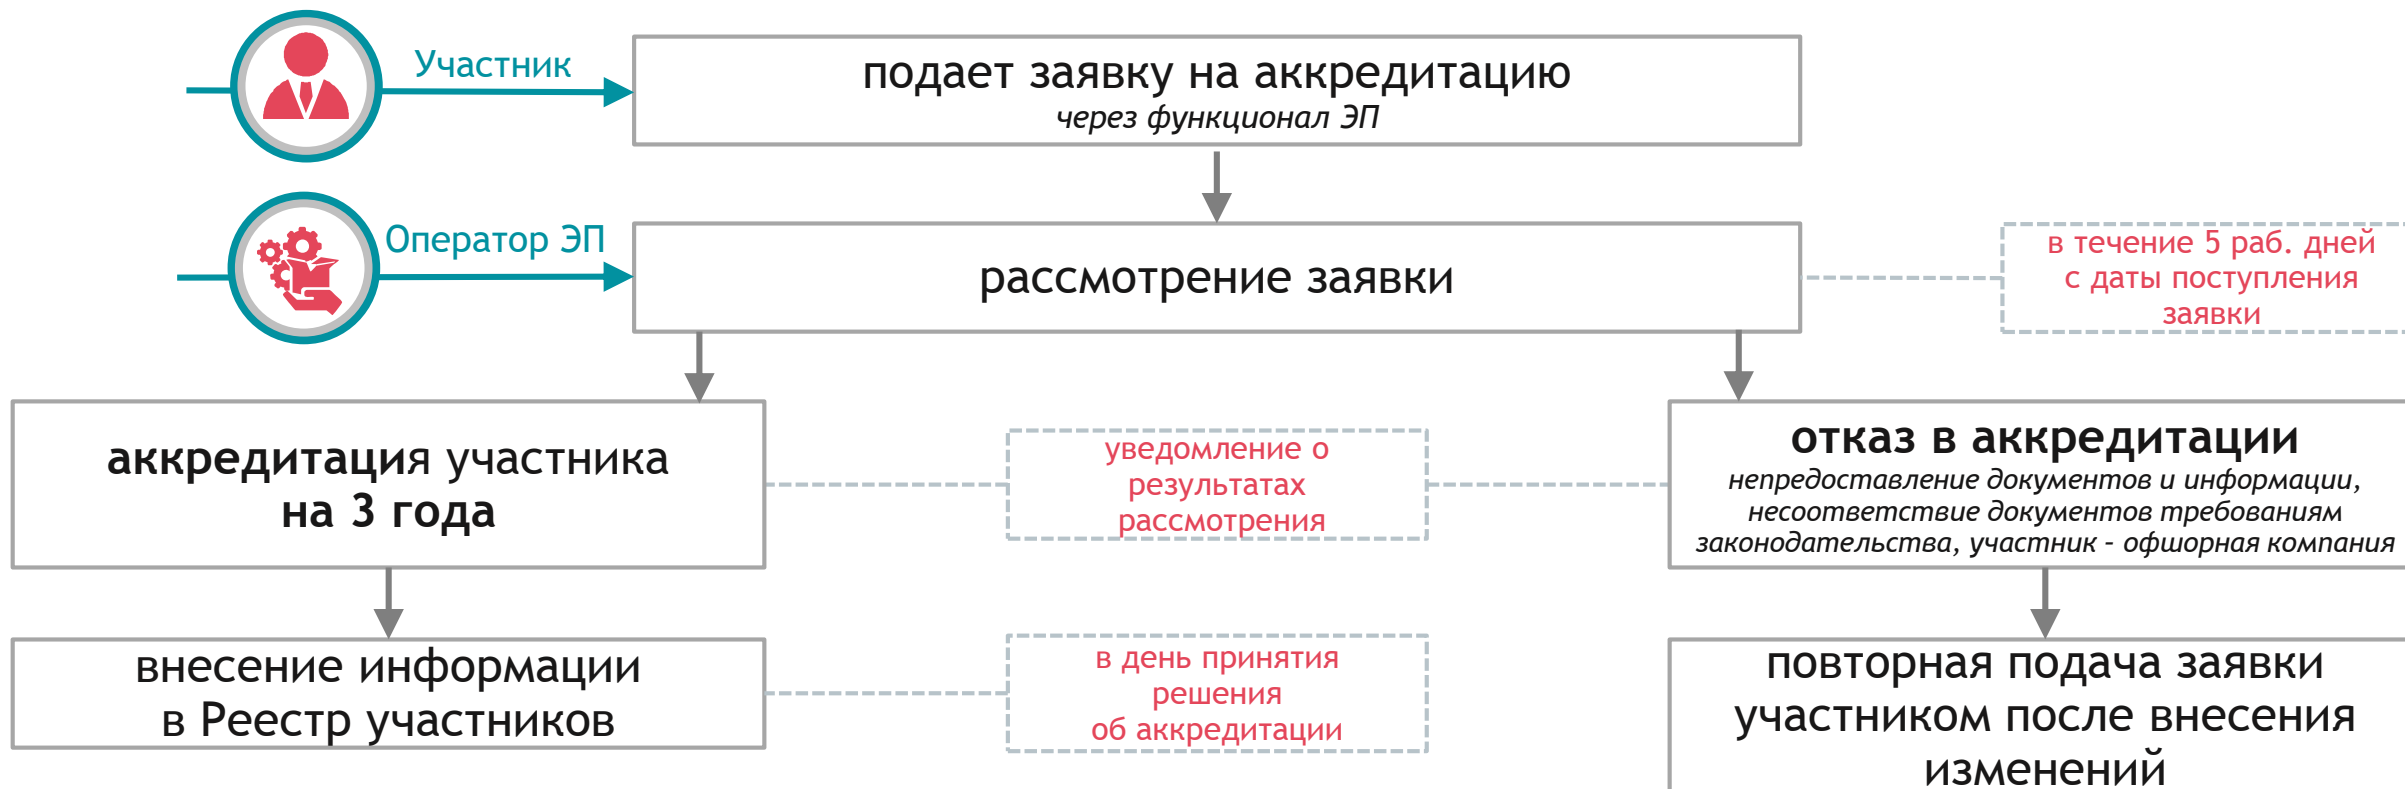 Участник
подает заявку на аккредитацию
через функционал ЭП
Оператор ЭП
рассмотрение заявки
в течение 5 раб. дней
с даты поступления
заявки
аккредитация участника
на 3 года
уведомление о
результатах
рассмотрения
отказ в аккредитации
непредоставление документов и информации,
несоответствие документов требованиям
законодательства, участник - офшорная компания
внесение информации
в Реестр участников
в день принятия
решения
об аккредитации
повторная подача заявки
участником после внесения
изменений